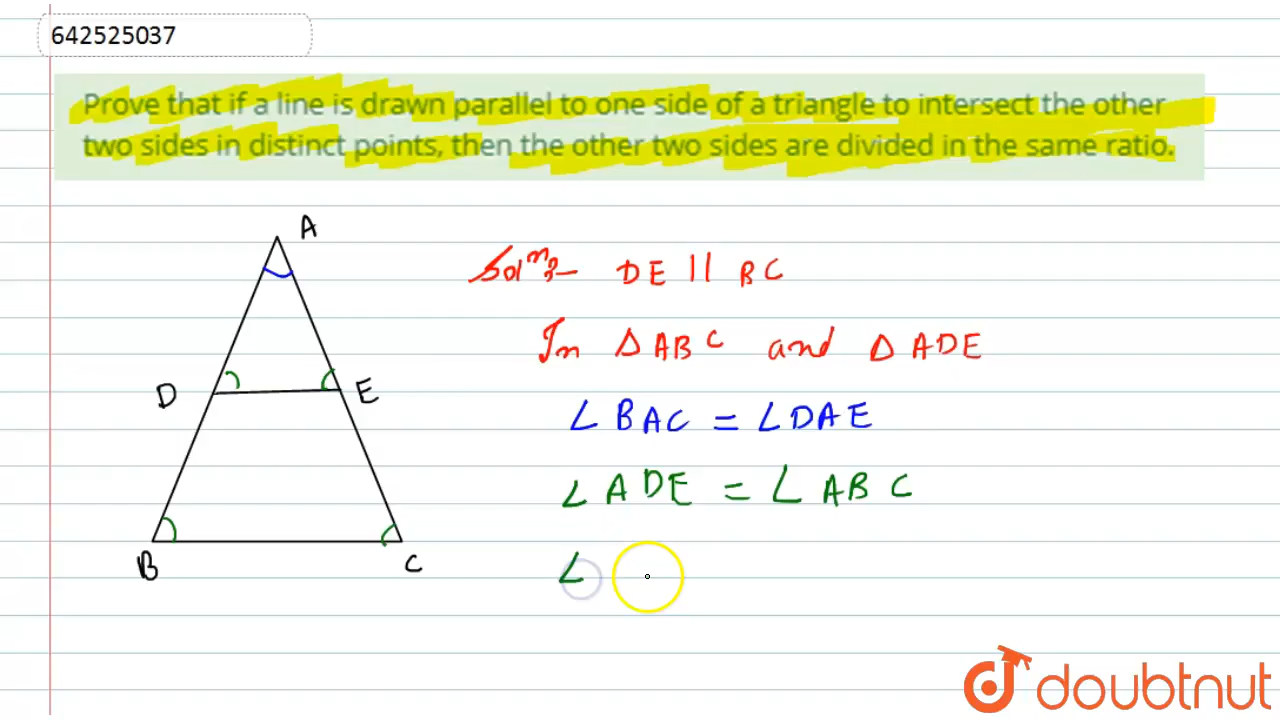 642525037
Prove that if a line is drawn parallel to one side of a triangle to intersect the other
two sides in distinct points, then the other two sides are divided in the same ratio.
A
Solⁿ:- DE || BC
In △ABC and △ADE
D
E
∠BAC = ∠DAE
∠ADE = ∠ABC
B
C
∠
doubtnut